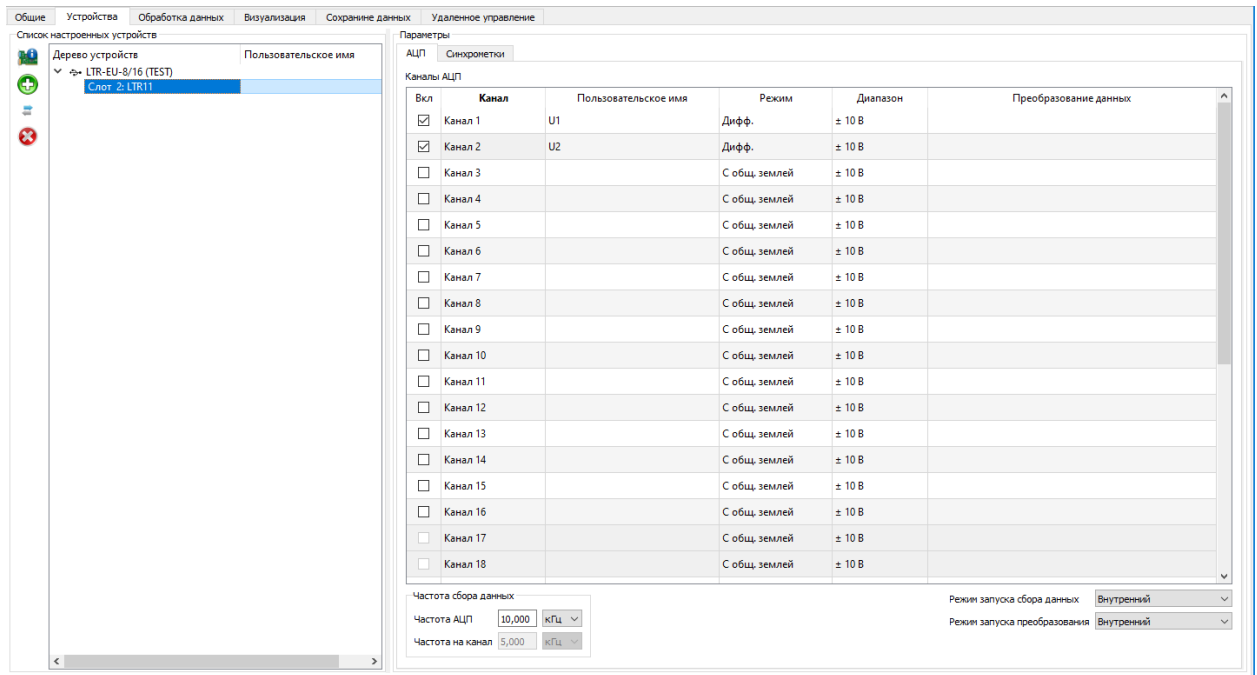 Общие Устройства Обработка данных Визуализация Сохранине данных Удаленное управление
Список настроенных устройств
Дерево устройств Пользовательское имя
LTR-EU-8/16 (TEST)
Слот 2: LTR11
Параметры
АЦП Синхрометки
Каналы АЦП
Вкл Канал Пользовательское имя Режим Диапазон Преобразование данных
Канал 1 U1 Дифф. ± 10 В
Канал 2 U2 Дифф. ± 10 В
Канал 3 С общ. землей ± 10 В
Канал 4 С общ. землей ± 10 В
Канал 5 С общ. землей ± 10 В
Канал 6 С общ. землей ± 10 В
Канал 7 С общ. землей ± 10 В
Канал 8 С общ. землей ± 10 В
Канал 9 С общ. землей ± 10 В
Канал 10 С общ. землей ± 10 В
Канал 11 С общ. землей ± 10 В
Канал 12 С общ. землей ± 10 В
Канал 13 С общ. землей ± 10 В
Канал 14 С общ. землей ± 10 В
Канал 15 С общ. землей ± 10 В
Канал 16 С общ. землей ± 10 В
Канал 17 С общ. землей ± 10 В
Канал 18 С общ. землей ± 10 В
Частота сбора данных
Частота АЦП 10,000 кГц
Частота на канал 5,000 кГц
Режим запуска сбора данных Внутренний
Режим запуска преобразования Внутренний